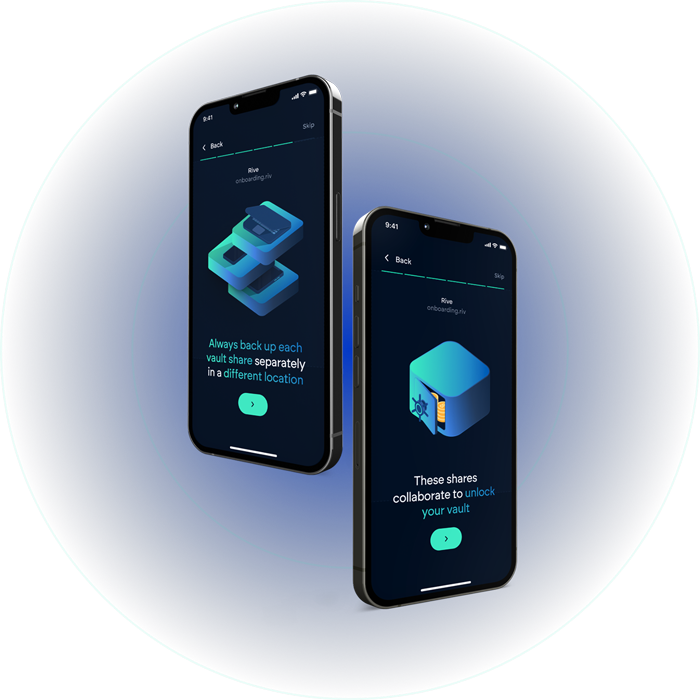 9:41
Back
Skip
Rive
onboarding.riv
Always back up each
vault share separately
in a different location
9:41
Back
Skip
Rive
onboarding.riv
These shares
collaborate to unlock
your vault